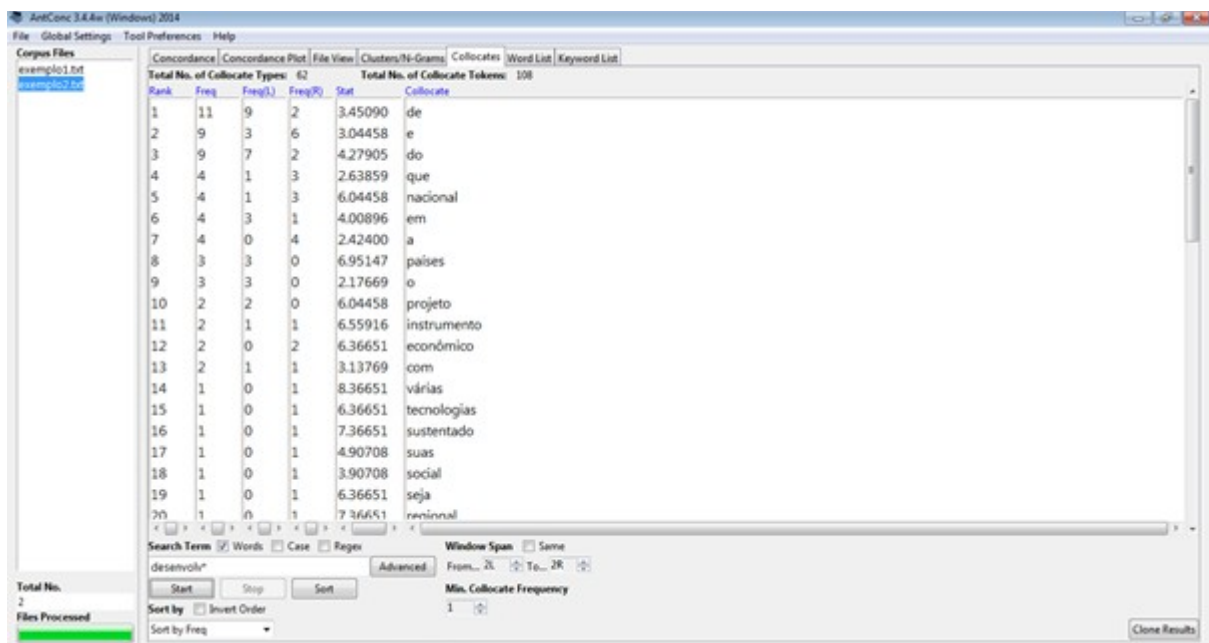 AntConc 3.4.4w (Windows) 2014
File Global Settings Tool Preferences Help
Corpus Files
exemplo1.txt
exemplo2.txt
Concordance Concordance Plot File View Clusters/N-Grams Collocates Word List Keyword List
Total No. of Collocate Types: 62 Total No. of Collocate Tokens: 108
Rank Freq Freq(L) Freq(R) Stat Collocate
1 11 9 2 3.45090 de
2 9 3 6 3.04458 e
3 9 7 2 4.27905 do
4 4 1 3 2.63859 que
5 4 1 3 6.04458 nacional
6 4 3 1 4.00896 em
7 4 0 4 2.42400 a
8 3 3 0 6.95147 países
9 3 3 0 2.17669 o
10 2 2 0 6.04458 projeto
11 2 1 1 6.55916 instrumento
12 2 0 2 6.36651 econômico
13 2 1 1 3.13769 com
14 1 0 1 8.36651 várias
15 1 0 1 6.36651 tecnologias
16 1 0 1 7.36651 sustentado
17 1 0 1 4.90708 suas
18 1 0 1 3.90708 social
19 1 0 1 6.36651 seja
20 1 0 1 7.36651 regional
Search Term Words Case Regex Window Span Same
desenvolv* Advanced From... 2L To... 2R
Start Stop Sort Min. Collocate Frequency
Total No.
2
Files Processed
Sort by Invert Order 1
Sort by Freq Clone Results